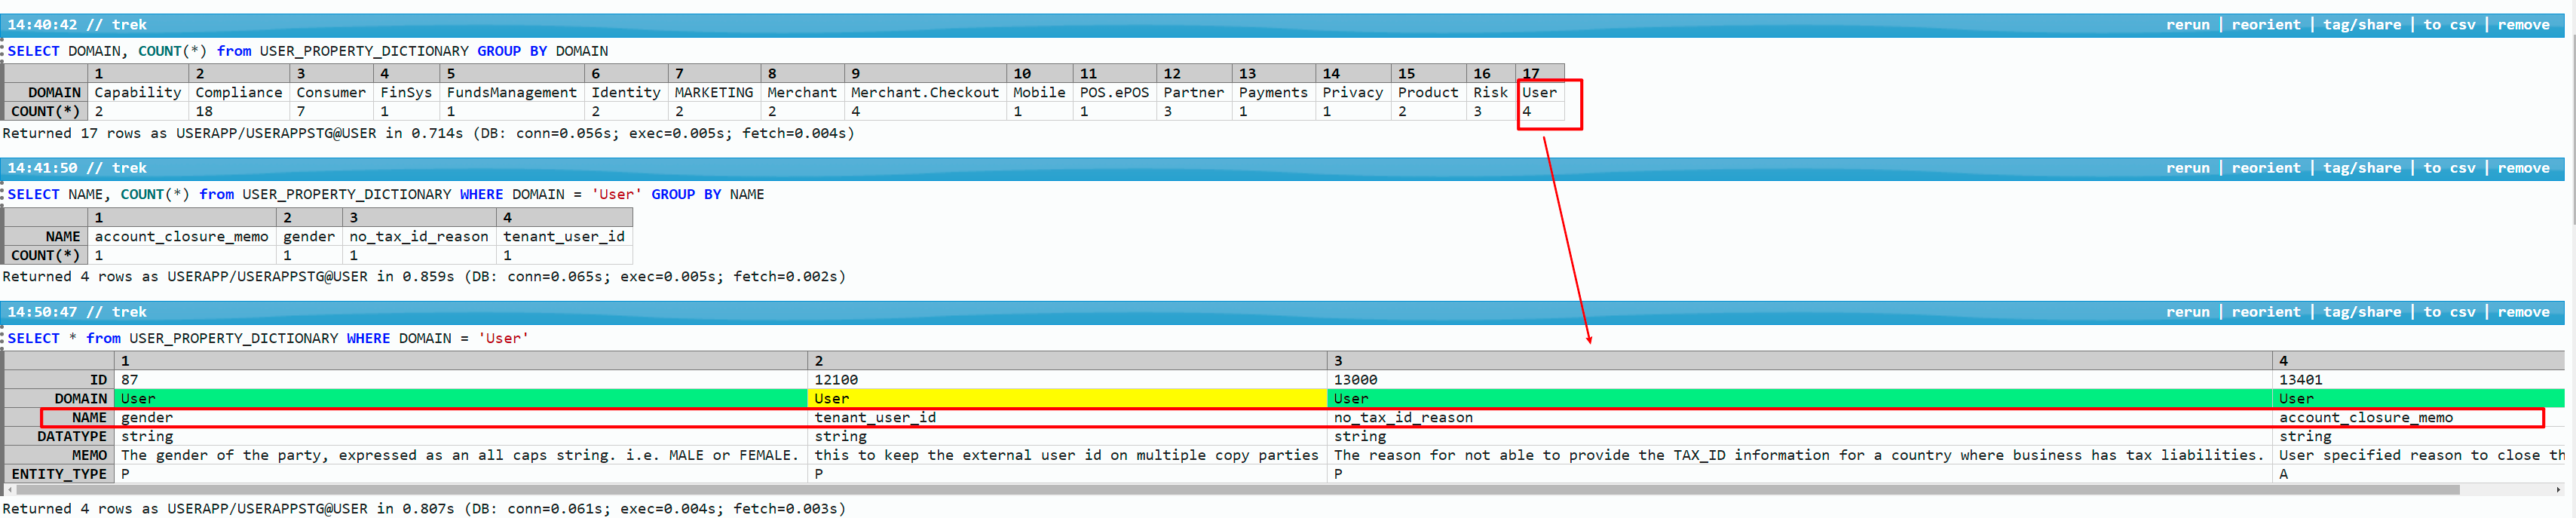 14:40:42 // trek rerun | reorient | tag/share | to csv | remove
SELECT DOMAIN, COUNT(*) from USER_PROPERTY_DICTIONARY GROUP BY DOMAIN
1 2 3 4 5 6 7 8 9 10 11 12 13 14 15 16 17
DOMAIN Capability Compliance Consumer FinSys FundsManagement Identity MARKETING Merchant Merchant.Checkout Mobile POS.ePOS Partner Payments Privacy Product Risk User
COUNT(*) 2 18 7 1 1 2 2 2 4 1 1 3 1 1 2 3 4
Returned 17 rows as USERAPP/USERAPPSTG@USER in 0.714s (DB: conn=0.056s; exec=0.005s; fetch=0.004s)
14:41:50 // trek rerun | reorient | tag/share | to csv | remove
SELECT NAME, COUNT(*) from USER_PROPERTY_DICTIONARY WHERE DOMAIN = 'User' GROUP BY NAME
1 2 3 4
NAME account_closure_memo gender no_tax_id_reason tenant_user_id
COUNT(*) 1 1 1 1
Returned 4 rows as USERAPP/USERAPPSTG@USER in 0.859s (DB: conn=0.065s; exec=0.005s; fetch=0.002s)
14:50:47 // trek rerun | reorient | tag/share | to csv | remove
SELECT * from USER_PROPERTY_DICTIONARY WHERE DOMAIN = 'User'
1 2 3 4
ID 87 12100 13000 13401
DOMAIN User User User User
NAME gender tenant_user_id no_tax_id_reason account_closure_memo
DATATYPE string string string string
MEMO The gender of the party, expressed as an all caps string. i.e. MALE or FEMALE. this to keep the external user id on multiple copy parties The reason for not able to provide the TAX_ID information for a country where business has tax liabilities. User specified reason to close th
ENTITY_TYPE P P P A
Returned 4 rows as USERAPP/USERAPPSTG@USER in 0.807s (DB: conn=0.061s; exec=0.004s; fetch=0.003s)